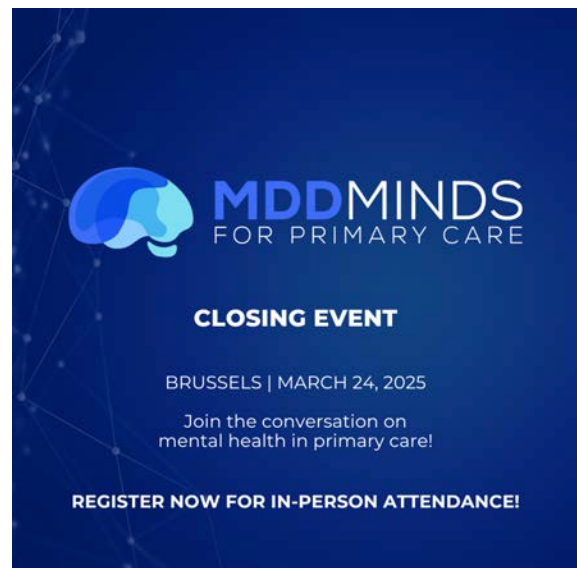 MDDMINDS
FOR PRIMARY CARE
CLOSING EVENT
BRUSSELS | MARCH 24, 2025
Join the conversation on
mental health in primary care!
REGISTER NOW FOR IN-PERSON ATTENDANCE!